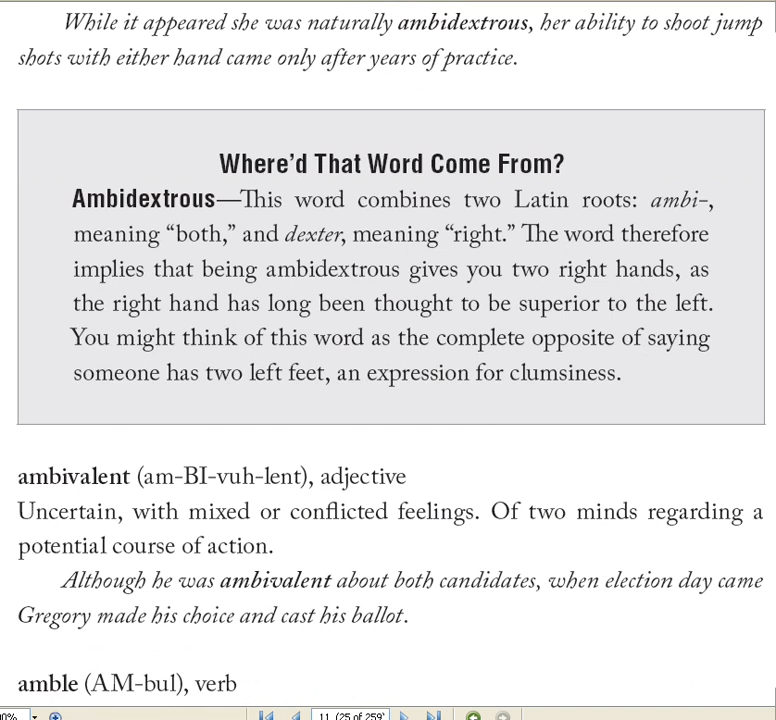 While it appeared she was naturally ambidextrous, her ability to shoot jump
shots with either hand came only after years of practice.
Where'd That Word Come From?
Ambidextrous—This word combines two Latin roots: ambi-,
meaning “both,” and dexter, meaning “right.” The word therefore
implies that being ambidextrous gives you two right hands, as
the right hand has long been thought to be superior to the left.
You might think of this word as the complete opposite of saying
someone has two left feet, an expression for clumsiness.
ambivalent (am-BI-vuh-lent), adjective
Uncertain, with mixed or conflicted feelings. Of two minds regarding a
potential course of action.
Although he was ambivalent about both candidates, when election day came
Gregory made his choice and cast his ballot.
amble (AM-bul), verb
11 (25 of 259)